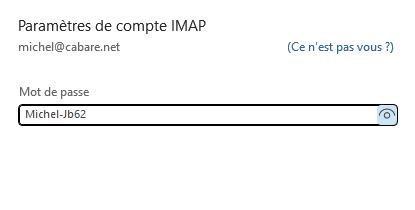 Paramètres de compte IMAP
michel@cabare.net (Ce n'est pas vous ?)
Mot de passe
Michel-Jb62